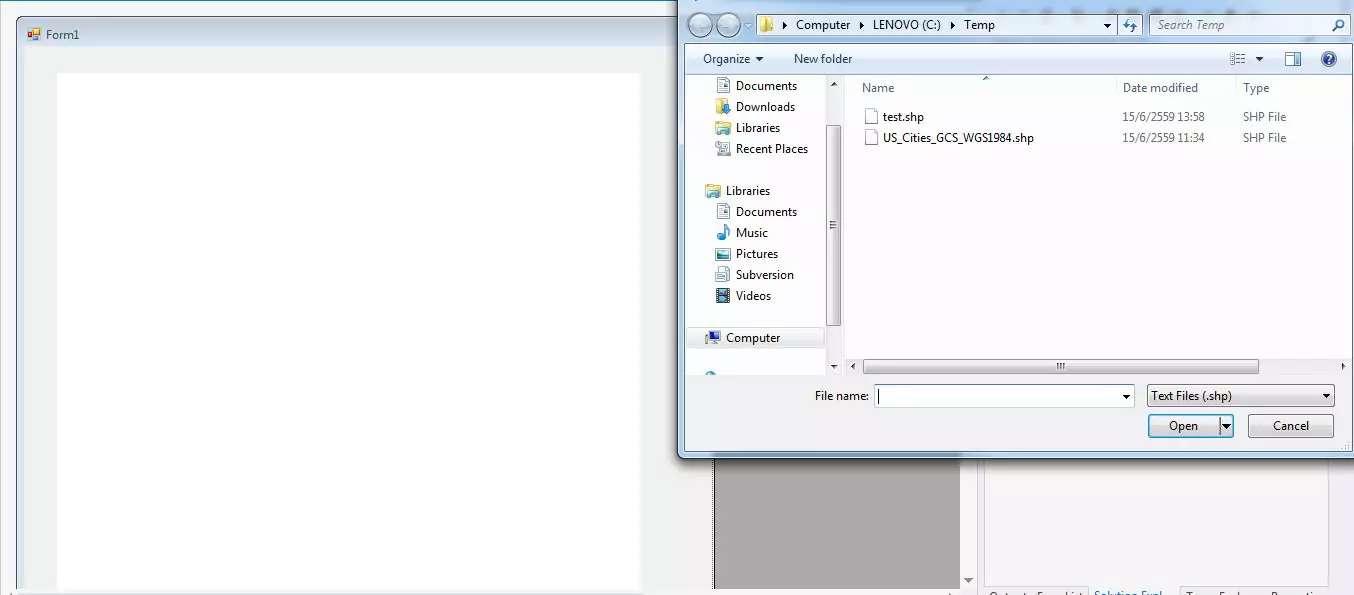 Form1
Computer LENOVO (C:) Temp
Search Temp
Organize New folder
Documents
Downloads
Libraries
Recent Places
Libraries
Documents
Music
Pictures
Subversion
Videos
Computer
Name Date modified Type
test.shp 15/6/2559 13:58 SHP File
US_Cities_GCS_WGS1984.shp 15/6/2559 11:34 SHP File
File name:
Text Files (.shp)
Open Cancel